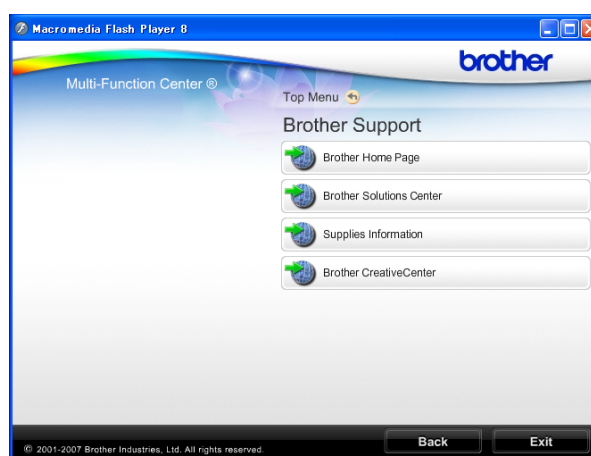 Macromedia Flash Player 8
brother
Multi-Function Center ®
Top Menu
Brother Support
Brother Home Page
Brother Solutions Center
Supplies Information
Brother CreativeCenter
Back Exit
© 2001-2007 Brother Industries, Ltd. All rights reserved.